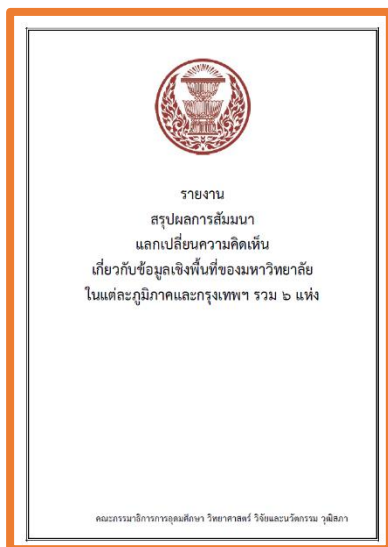 รายงาน
สรุปผลการสัมมนา
แลกเปลี่ยนความคิดเห็น
เกี่ยวกับข้อมูลเชิงพื้นที่ของมหาวิทยาลัย
ในแต่ละภูมิภาคและกรุงเทพฯ รวม ๖ แห่ง
คณะกรรมาธิการการอุดมศึกษา วิทยาศาสตร์ วิจัยและนวัตกรรม วุฒิสภา